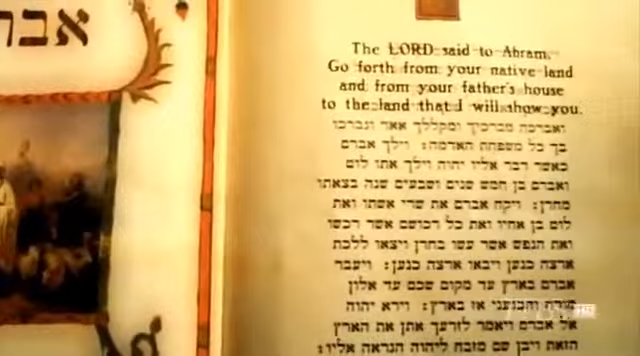 אבר
The LORD said to Abram,
Go forth from your native land
and from your father's house
to the land that I will show you.
ואברכה מברכיך ומקללך אאר ונברכו
בך כל משפחת האדמה: וילך אברם
כאשר דבר אליו יהוה וילך אתו לוט
ואברם בן חמש שנים ושבעים שנה בצאתו
מחרן: ויקח אברם את שרי אשתו ואת
לוט בן אחיו ואת כל רכושם אשר רכשו
ואת הנפש אשר עשו בחרן ויצאו ללכת
ארצה כנען ויבאו ארצה כנען: ויעבר
אברם בארץ עד מקום שכם עד אלון
מורה והכנעני אז בארץ: וירא יהוה
אל אברם ויאמר לזרעך אתן את הארץ
הזאת ויבן שם מזבח ליהוה הנראה אליו: